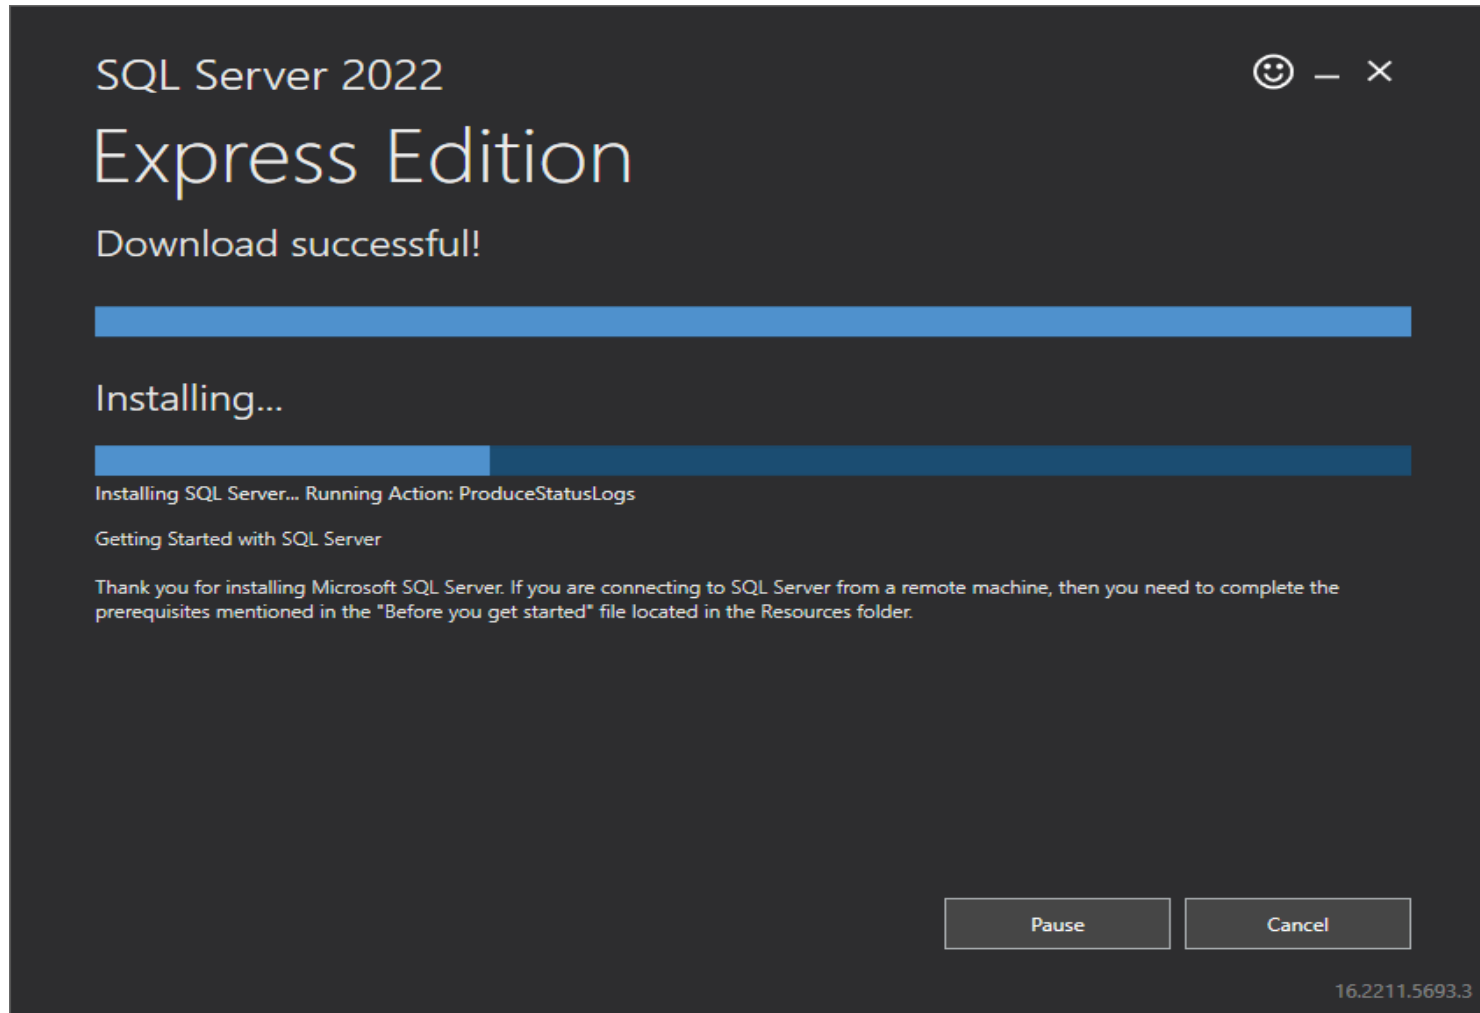 SQL Server 2022
Express Edition
Download successful!
Installing...
Installing SQL Server... Running Action: ProduceStatusLogs
Getting Started with SQL Server
Thank you for installing Microsoft SQL Server. If you are connecting to SQL Server from a remote machine, then you need to complete the
prerequisites mentioned in the "Before you get started" file located in the Resources folder.
Pause
Cancel
16.2211.5693.3